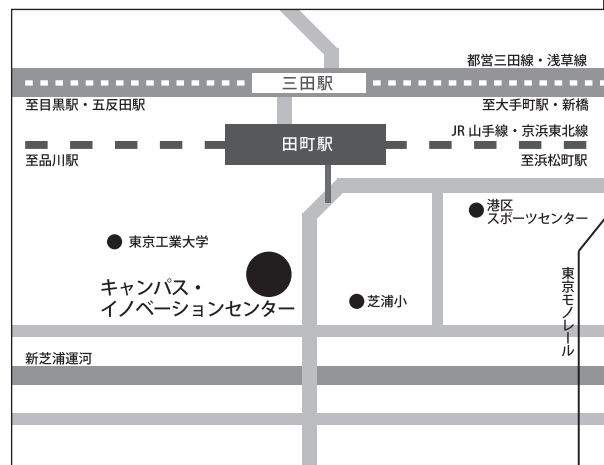 都営三田線・浅草線
三田駅
至目黒駅・五反田駅
至大手町駅・新橋
JR 山手線・京浜東北線
田町駅
至品川駅
至浜松町駅
港区
スポーツセンター
東京工業大学
東京モノレール
キャンパス・
イノベーションセンター
芝浦小
新芝浦運河